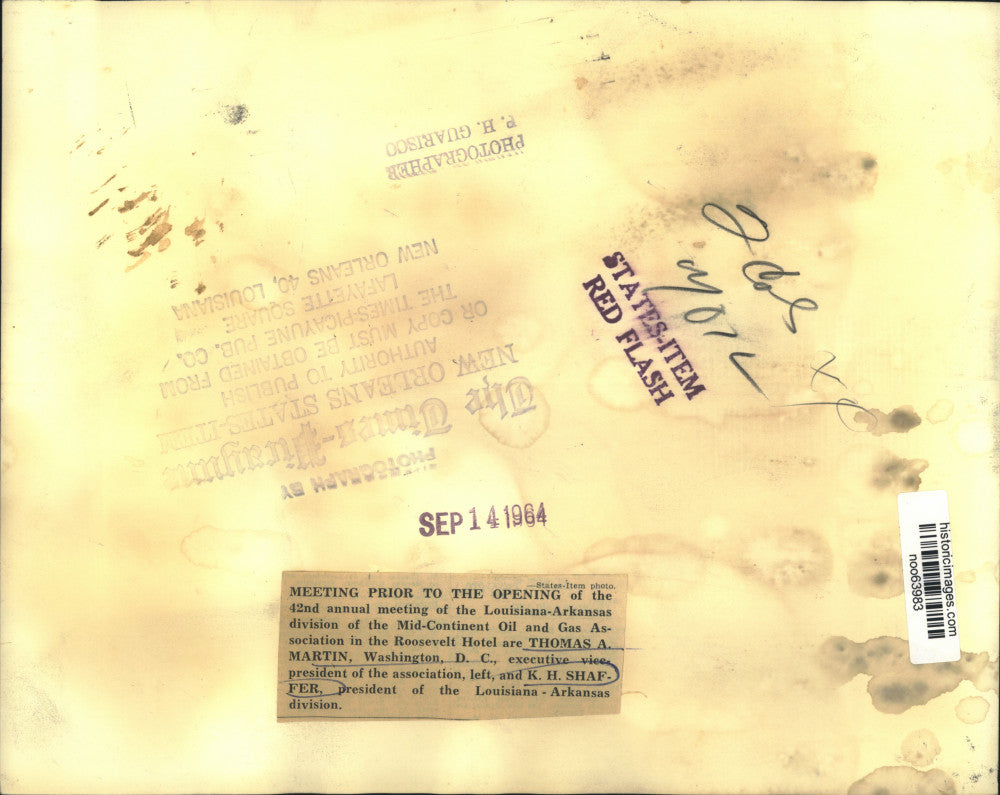 PHOTOGRAPHER
P. H. GUARISCO
PHOTOGRAPH BY
The Times-Picayune
NEW ORLEANS STATES-ITEM
AUTHORITY TO PUBLISH
OR COPY MUST BE OBTAINED FROM
THE TIMES-PICAYUNE PUB. CO.
LAFAYETTE SQUARE
NEW ORLEANS 40, LOUISIANA
STATES-ITEM
RED FLASH
2 Col
SEP 14 1964
States-Item photo.
MEETING PRIOR TO THE OPENING of the
42nd annual meeting of the Louisiana-Arkansas
division of the Mid-Continent Oil and Gas As-
sociation in the Roosevelt Hotel are THOMAS A.
MARTIN, Washington, D. C., executive vice
president of the association, left, and K. H. SHAF-
FER, president of the Louisiana - Arkansas
division.
historicimages.com
noo63983